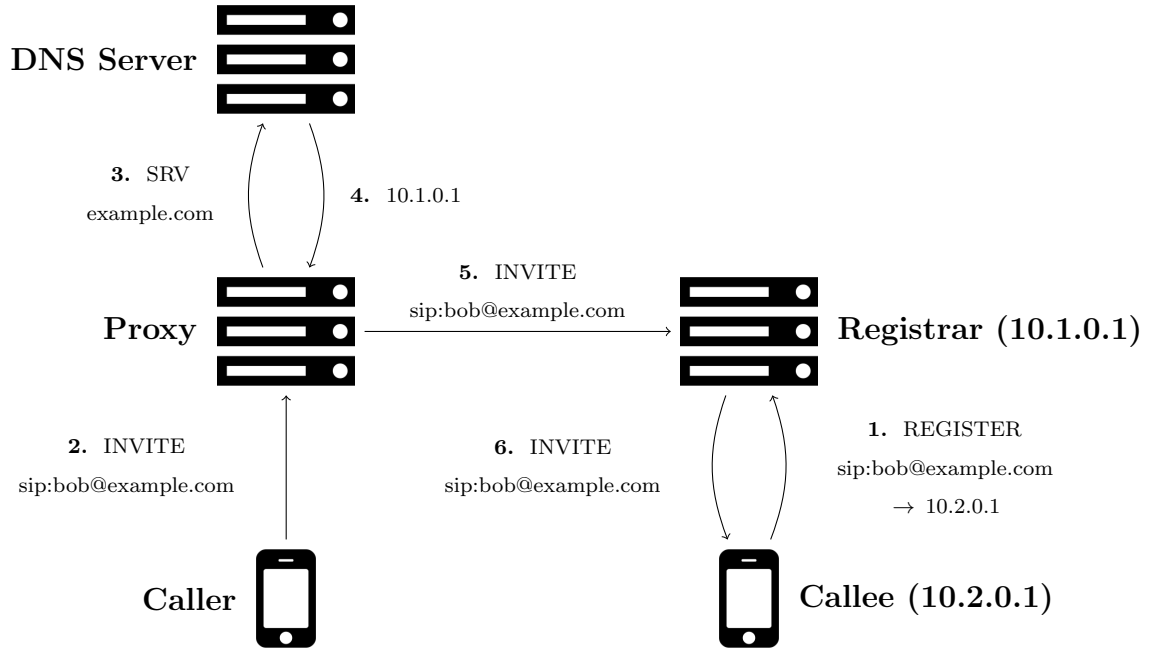 DNS Server
3. SRV
example.com
4. 10.1.0.1
5. INVITE
sip:bob@example.com
Proxy
Registrar (10.1.0.1)
2. INVITE
sip:bob@example.com
6. INVITE
sip:bob@example.com
1. REGISTER
sip:bob@example.com
→ 10.2.0.1
Caller
Callee (10.2.0.1)